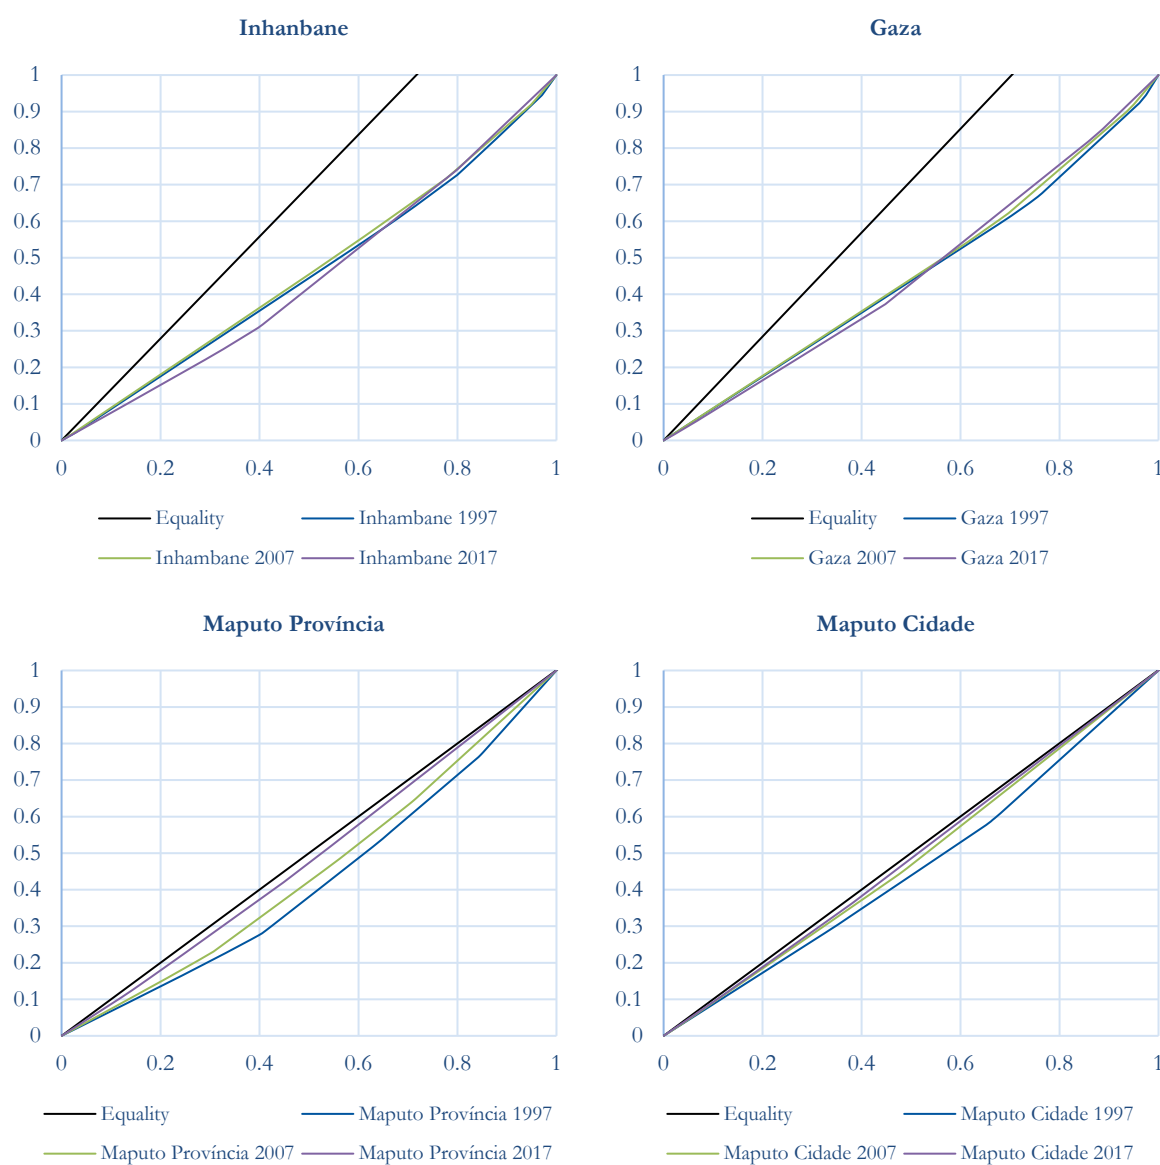 Inhanbane
1
0.9
0.8
0.7
0.6
0.5
0.4
0.3
0.2
0.1
0
0 0.2 0.4 0.6 0.8 1
Equality Inhambane 1997
Inhambane 2007 Inhambane 2017
Gaza
1
0.9
0.8
0.7
0.6
0.5
0.4
0.3
0.2
0.1
0
0 0.2 0.4 0.6 0.8 1
Equality Gaza 1997
Gaza 2007 Gaza 2017
Maputo Província
1
0.9
0.8
0.7
0.6
0.5
0.4
0.3
0.2
0.1
0
0 0.2 0.4 0.6 0.8 1
Equality Maputo Província 1997
Maputo Província 2007 Maputo Província 2017
Maputo Cidade
1
0.9
0.8
0.7
0.6
0.5
0.4
0.3
0.2
0.1
0
0 0.2 0.4 0.6 0.8 1
Equality Maputo Cidade 1997
Maputo Cidade 2007 Maputo Cidade 2017